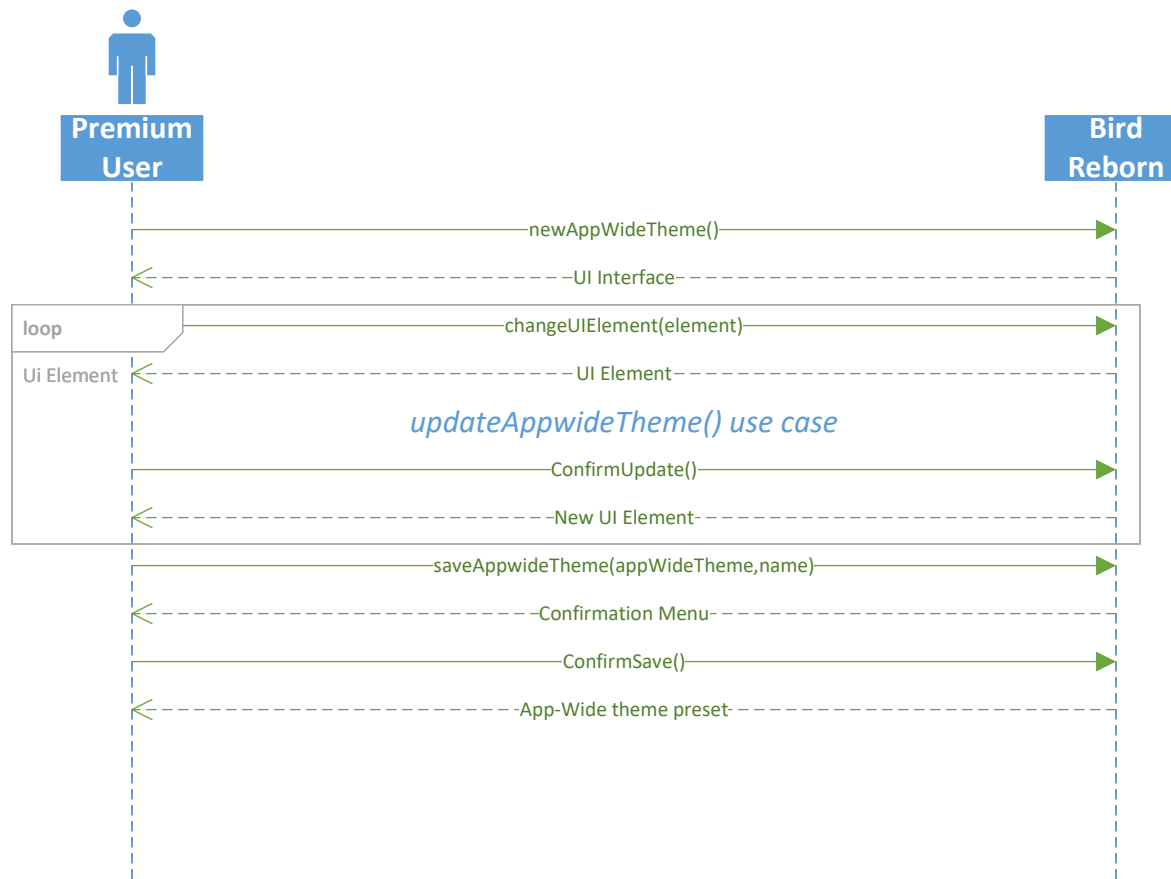 Premium
User
Bird
Reborn
newAppWideTheme()
UI Interface
loop
changeUIElement(element)
Ui Element
UI Element
updateAppwideTheme() use case
ConfirmUpdate()
New UI Element
saveAppwideTheme(appWideTheme,name)
Confirmation Menu
ConfirmSave()
App-Wide theme preset